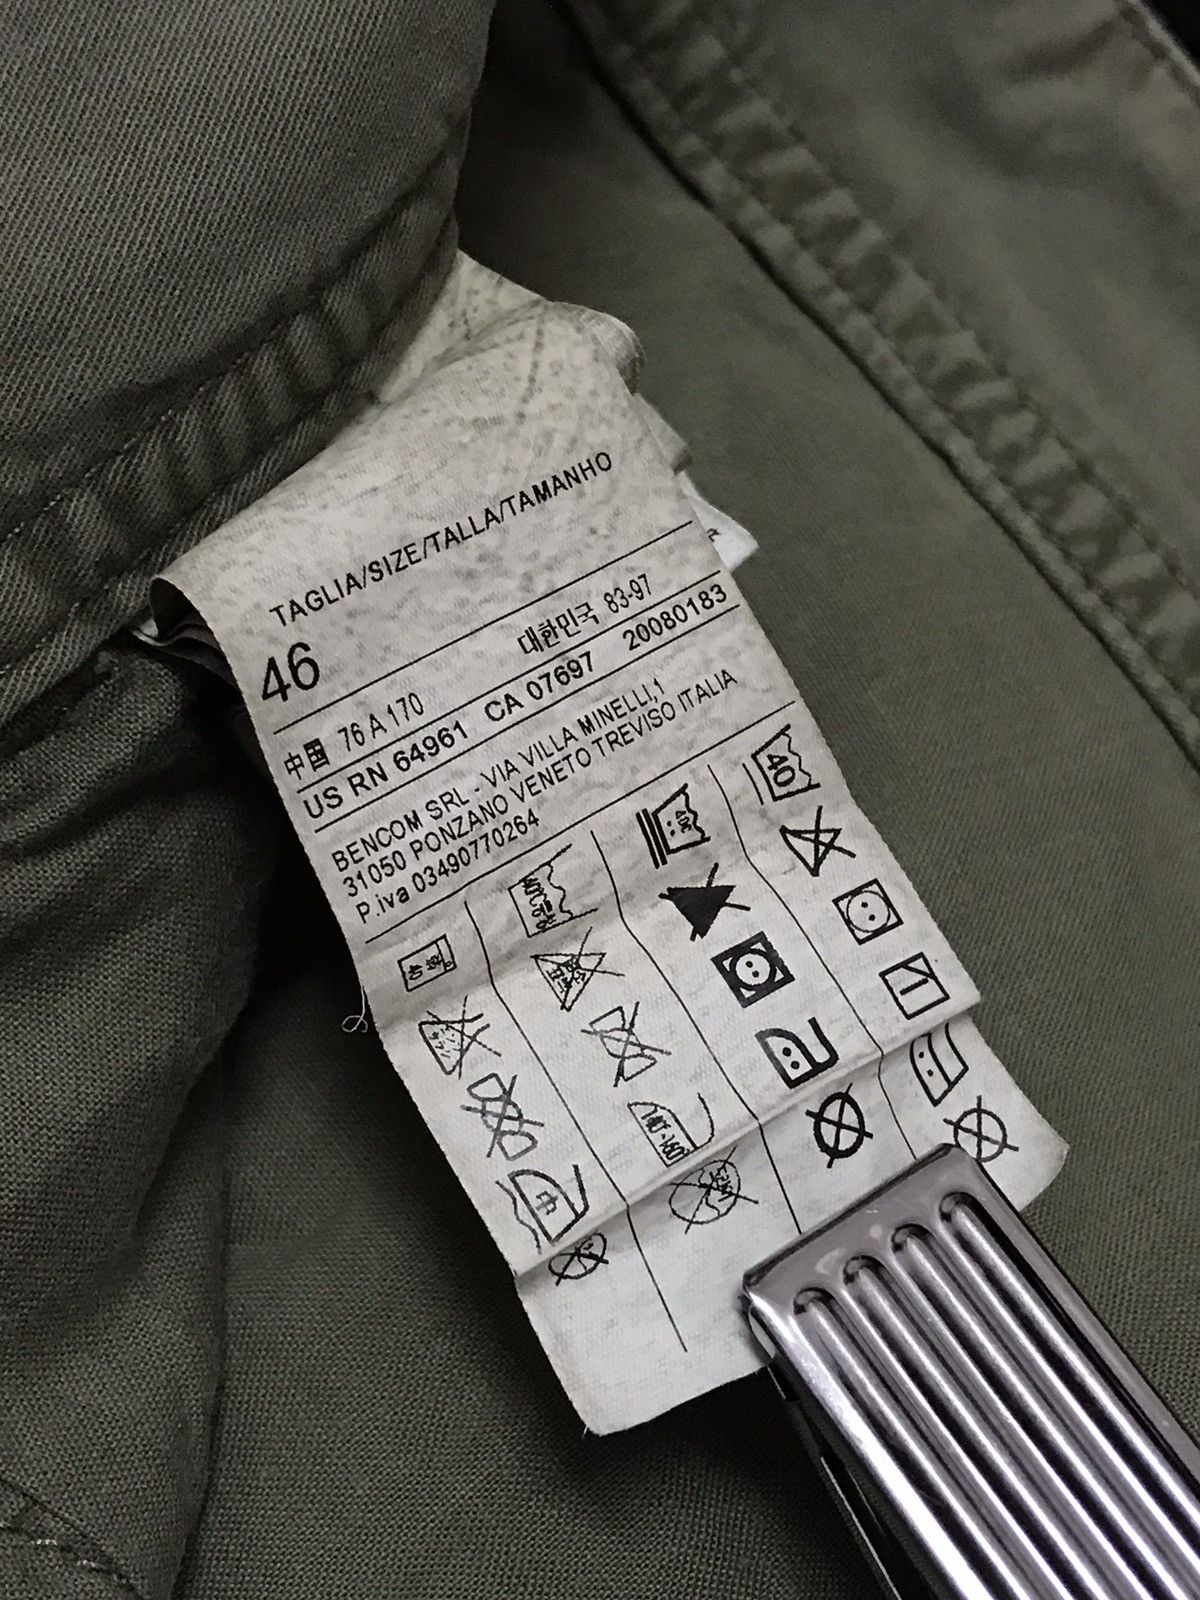 TAGLIA/SIZE/TALLA/TAMANHO
46
中国 76 A 170 대한민국 83-97
US RN 64961 CA 07697 20080183
BENCOM SRL - VIA VILLA MINELLI,1
31050 PONZANO VENETO TREVISO ITALIA
P.iva 03490770264
40
中